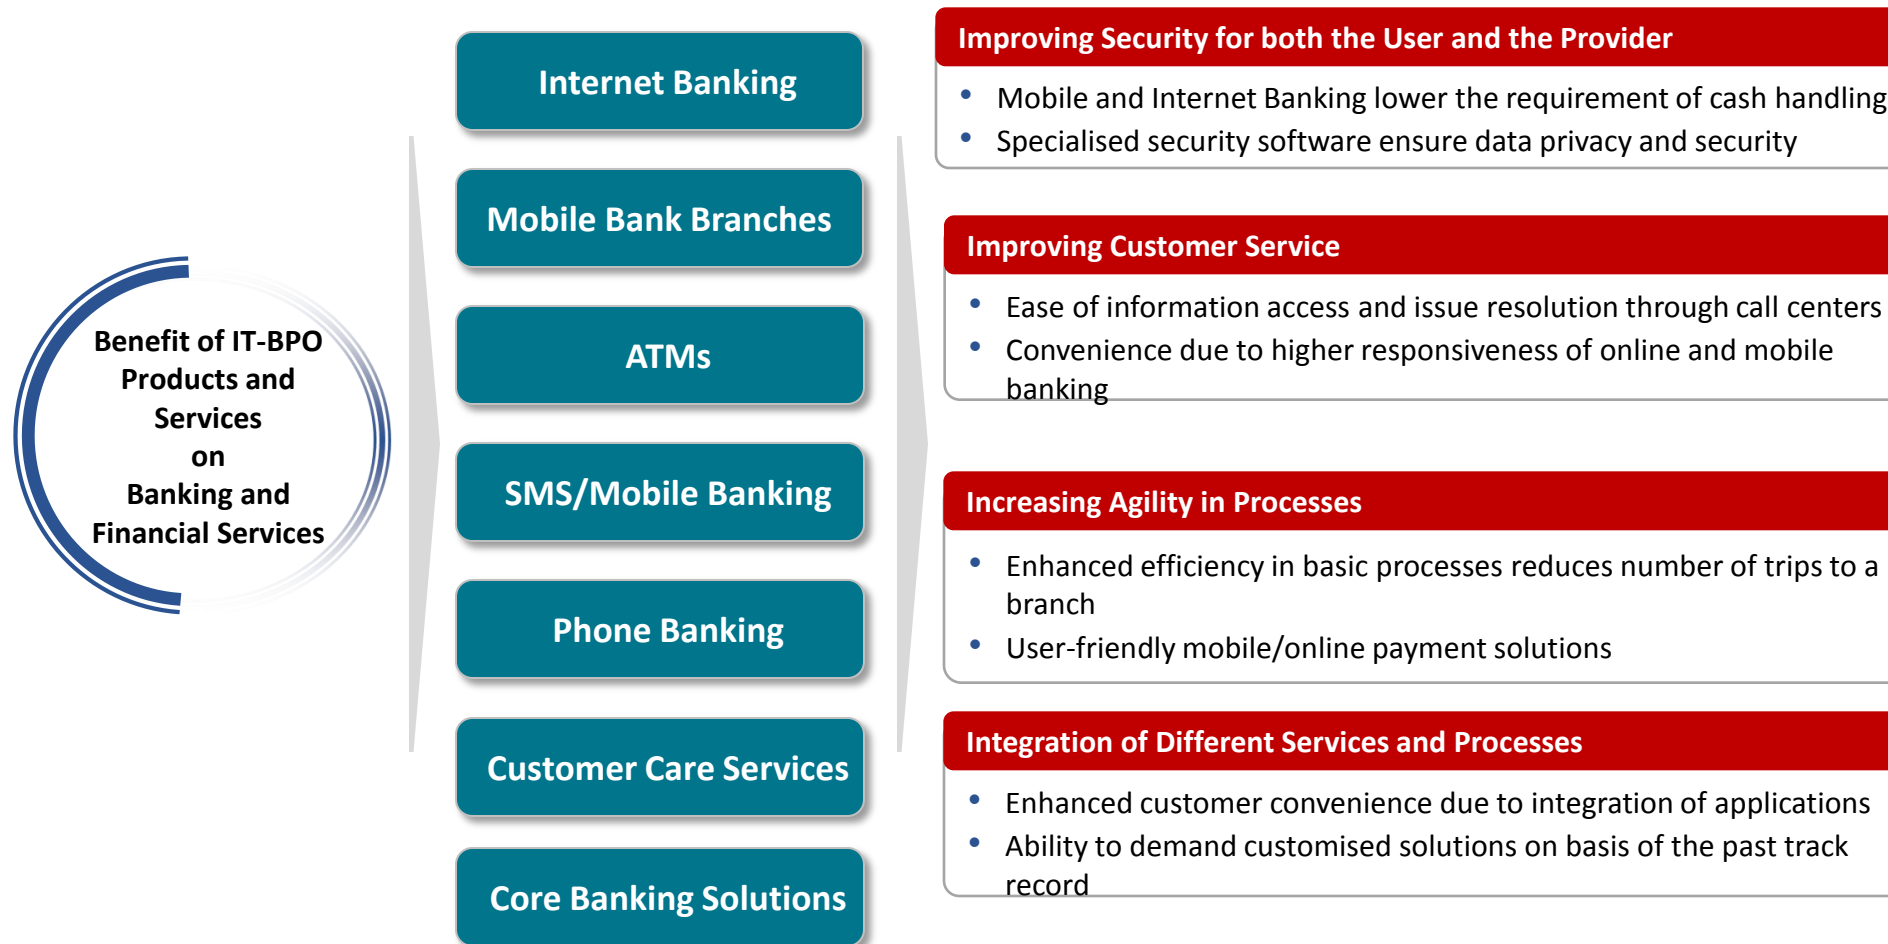 Benefit of IT-BPO
Products and
Services
on
Banking and
Financial Services
Internet Banking
Mobile Bank Branches
ATMs
SMS/Mobile Banking
Phone Banking
Customer Care Services
Core Banking Solutions
Improving Security for both the User and the Provider
• Mobile and Internet Banking lower the requirement of cash handling
• Specialised security software ensure data privacy and security
Improving Customer Service
• Ease of information access and issue resolution through call centers
• Convenience due to higher responsiveness of online and mobile
banking
Increasing Agility in Processes
• Enhanced efficiency in basic processes reduces number of trips to a
branch
• User-friendly mobile/online payment solutions
Integration of Different Services and Processes
• Enhanced customer convenience due to integration of applications
• Ability to demand customised solutions on basis of the past track
record